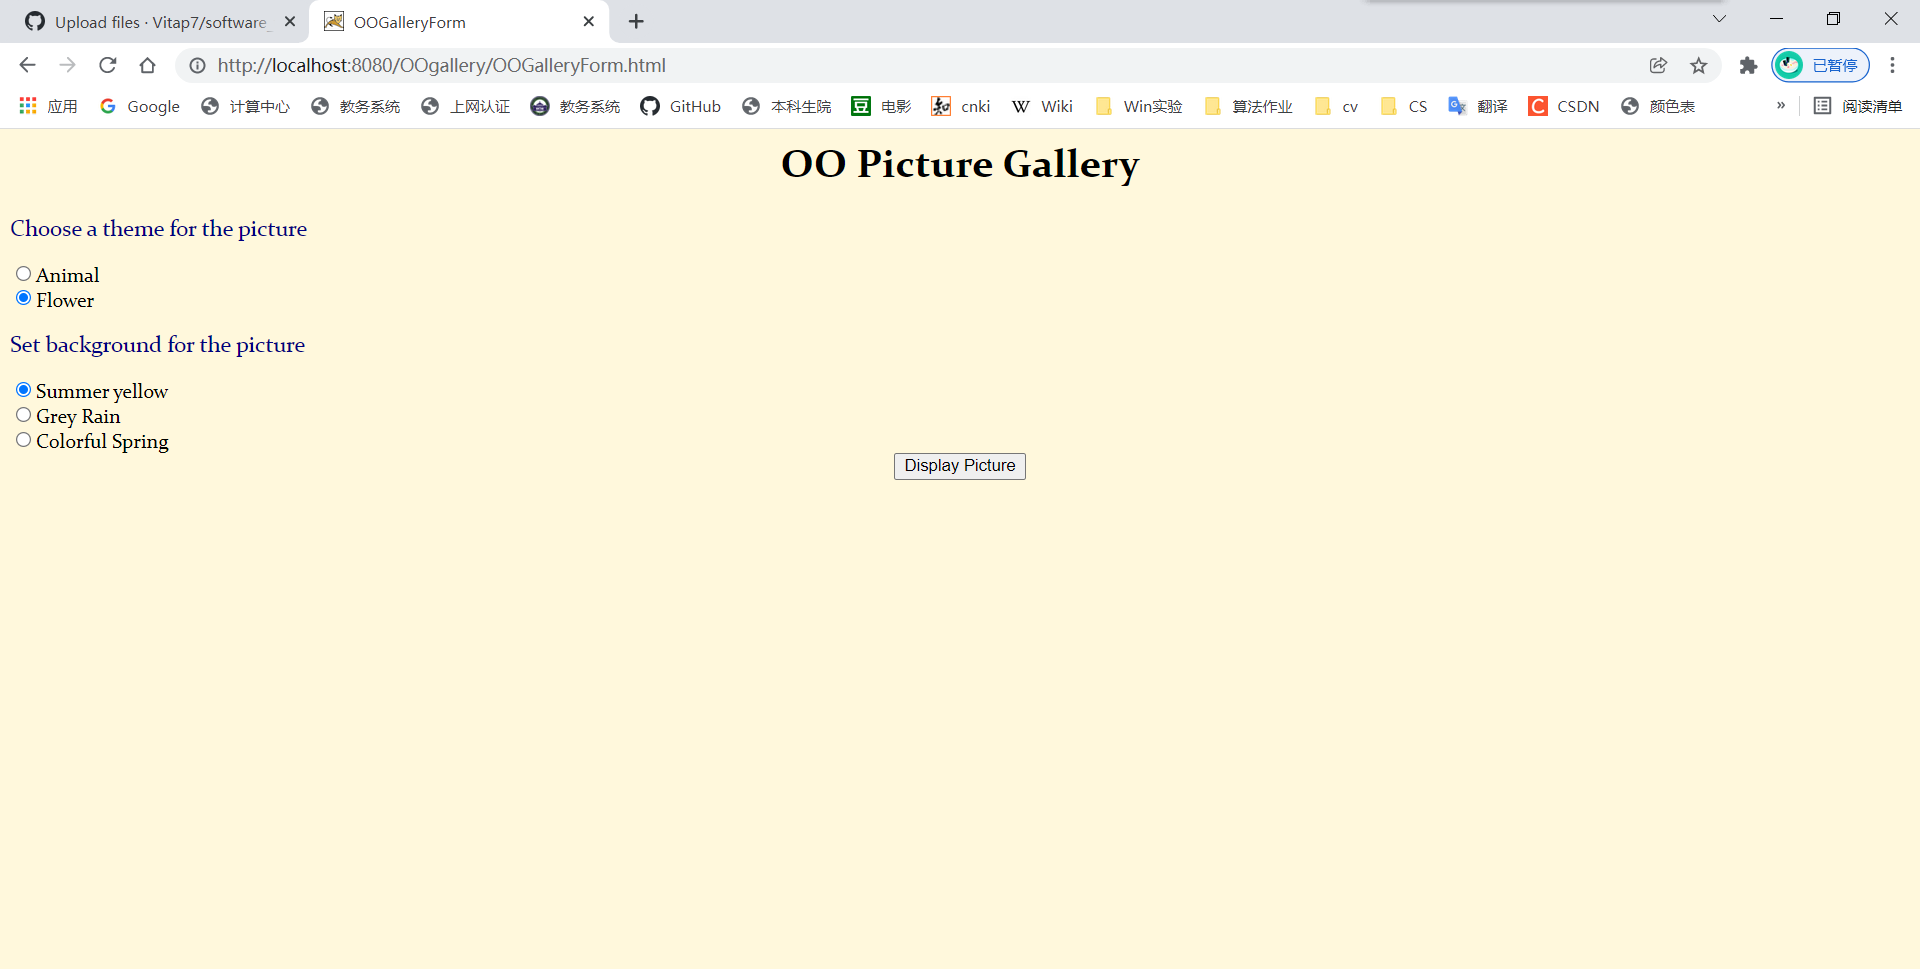 Upload files · Vitap7/software_
OOGalleryForm
http://localhost:8080/OOgallery/OOGalleryForm.html
已暂停
应用 Google 计算中心 教务系统 上网认证 教务系统 GitHub 本科生院 电影 cnki Wiki Win实验 算法作业 cv CS 翻译 CSDN 颜色表 » 阅读清单
OO Picture Gallery
Choose a theme for the picture
Animal
Flower
Set background for the picture
Summer yellow
Grey Rain
Colorful Spring
Display Picture